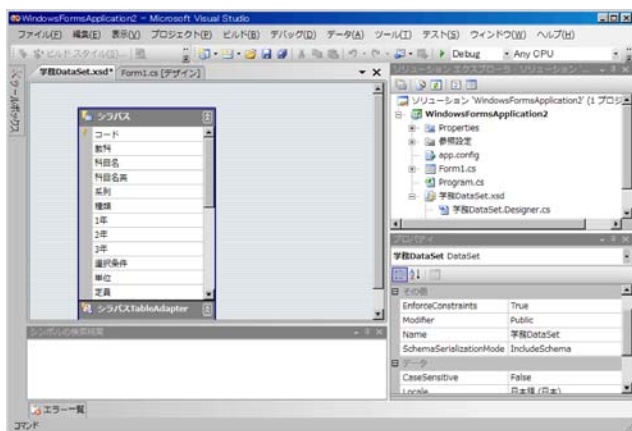 WindowsFormsApplication2 - Microsoft Visual Studio
ファイル(F) 編集(E) 表示(V) プロジェクト(P) ビルド(B) デバッグ(D) データ(A) ツール(T) テスト(S) ウィンドウ(W) ヘルプ(H)
Debug Any CPU
学務DataSet.xsd* Form1.cs [デザイン]
ツールボックス
シラバス
コード
教科
科目名
科目名英
系列
種類
1年
2年
3年
選択条件
単位
定員
シラバスTableAdapter
シンボルの検索結果
エラー一覧
コマンド
ソリューション 'WindowsFormsApplication2' (1 プロジ
WindowsFormsApplication2
Properties
参照設定
app.config
Form1.cs
Program.cs
学務DataSet.xsd
学務DataSet.Designer.cs
プロパティ
学務DataSet DataSet
その他
EnforceConstraints True
Modifier Public
Name 学務DataSet
SchemaSerializationMode IncludeSchema
データ
CaseSensitive False
Locale 日本語 (日本)